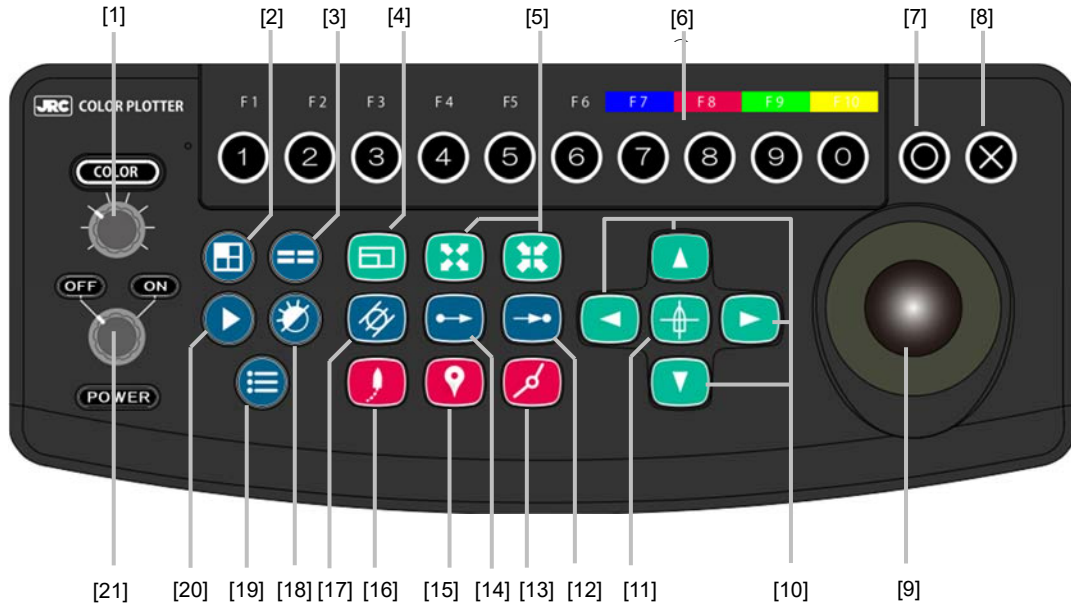 [1] [2] [3] [4] [5] [6] [7] [8]
JRC COLOR PLOTTER F1 F2 F3 F4 F5 F6 F7 F8 F9 F10
1 2 3 4 5 6 7 8 9 0
COLOR
OFF ON
POWER
[21] [20] [19] [18] [17] [16] [15] [14] [13] [12] [11] [10] [9]